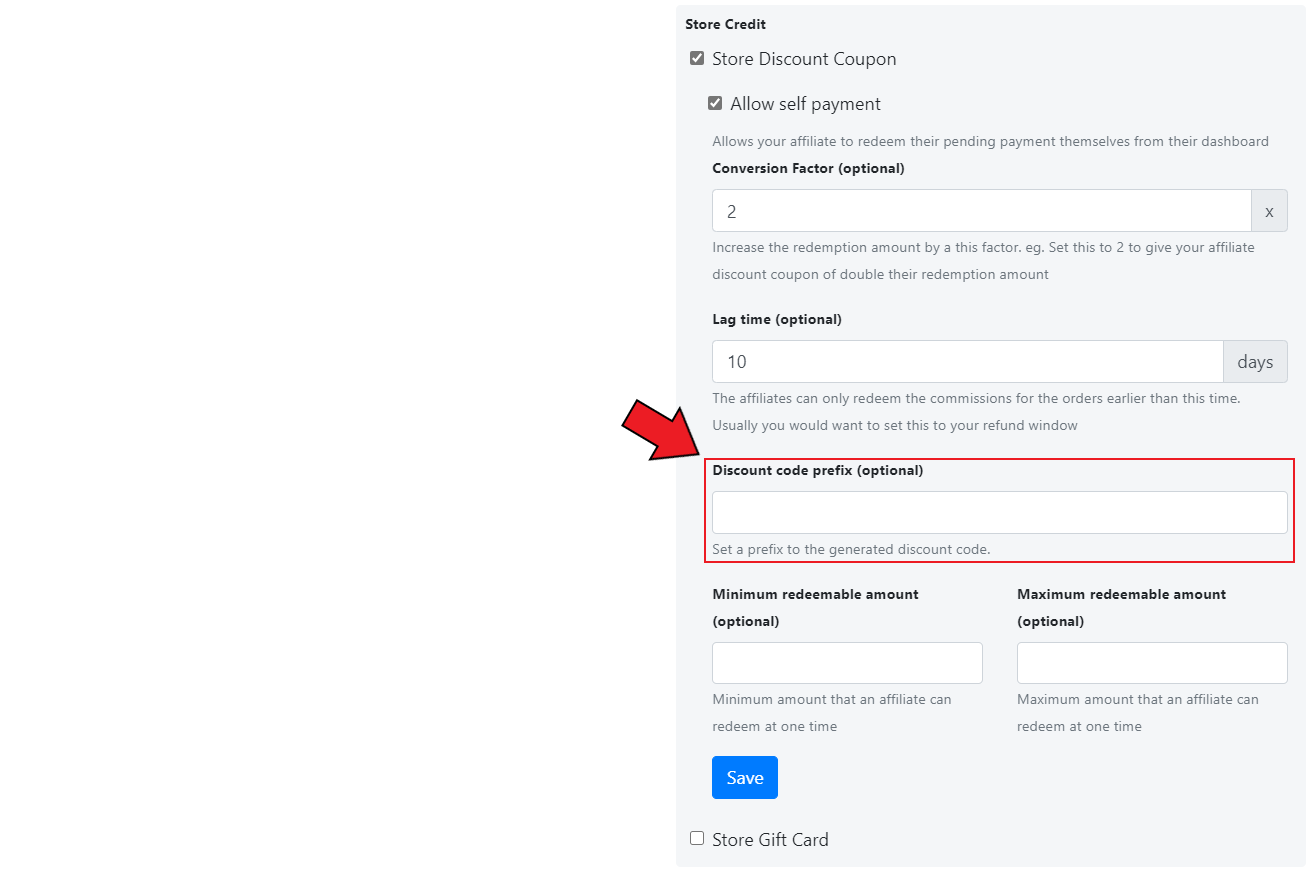 Store Credit
Store Discount Coupon
Allow self payment
Allows your affiliate to redeem their pending payment themselves from their dashboard
Conversion Factor (optional)
2
x
Increase the redemption amount by a this factor. eg. Set this to 2 to give your affiliate
discount coupon of double their redemption amount
Lag time (optional)
10
days
The affiliates can only redeem the commissions for the orders earlier than this time.
Usually you would want to set this to your refund window
Discount code prefix (optional)
Set a prefix to the generated discount code.
Minimum redeemable amount
(optional)
Minimum amount that an affiliate can
redeem at one time
Maximum redeemable amount
(optional)
Maximum amount that an affiliate can
redeem at one time
Save
Store Gift Card